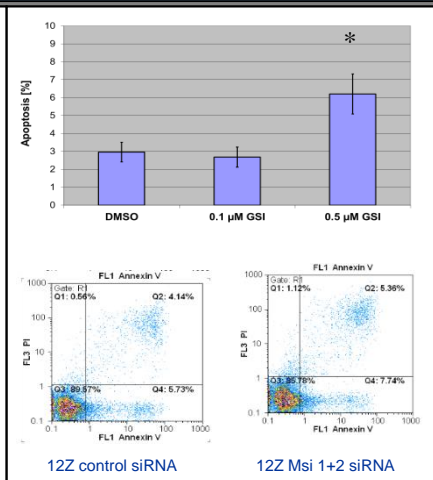 10
9
8
7
6
5
4
3
2
1
0
Apoptosis [%]
*
DMSO
0.1 µM GSI
0.5 µM GSI
FL1 Annexin V
Gate: R1
Q1: 0.56%
Q2: 4.14%
1000
100
10
1
0.1
FL3 PI
Q3: 89.57%
Q4: 5.73%
0.1
1
10
100
1000
FL1 Annexin V
12Z control siRNA
FL1 Annexin V
Gate: R1
Q1: 1.12%
Q2: 5.36%
1000
100
10
1
0.1
FL3 PI
Q3: 85.78%
Q4: 7.74%
0.1
1
10
100
1000
FL1 Annexin V
12Z Msi 1+2 siRNA